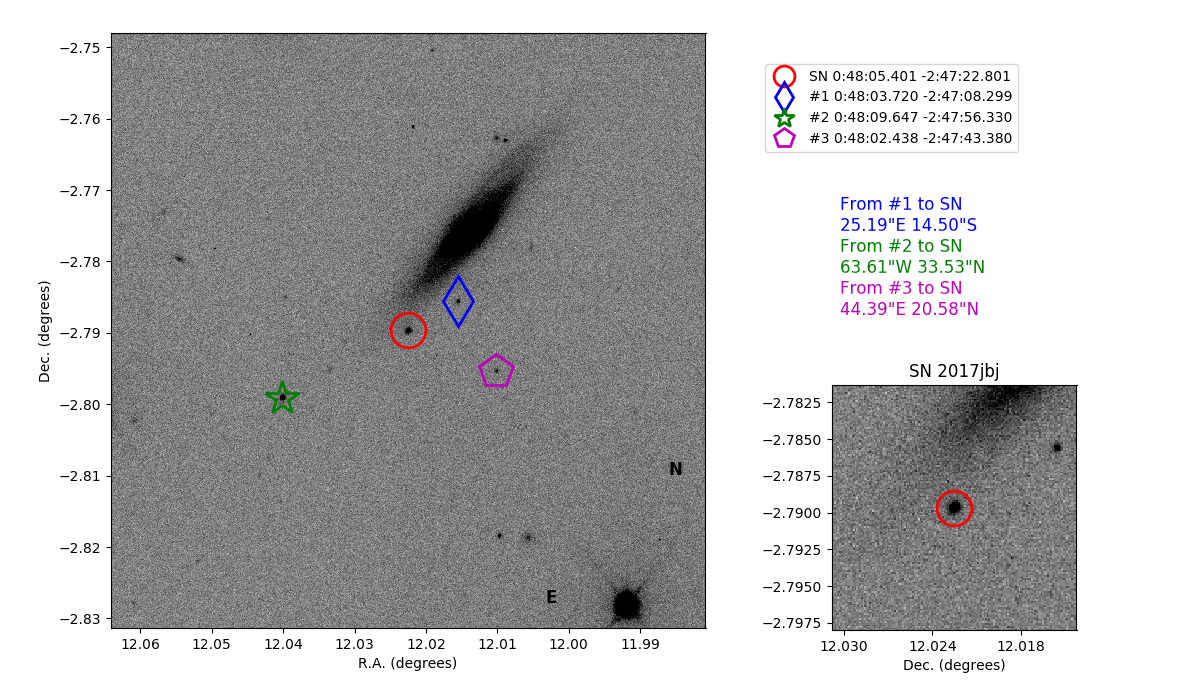 SN 0:48:05.401 -2:47:22.801
#1 0:48:03.720 -2:47:08.299
#2 0:48:09.647 -2:47:56.330
#3 0:48:02.438 -2:47:43.380
From #1 to SN
25.19"E 14.50"S
From #2 to SN
63.61"W 33.53"N
From #3 to SN
44.39"E 20.58"N
−2.75
−2.76
−2.77
−2.78
−2.79
−2.80
−2.81
−2.82
−2.83
Dec. (degrees)
N
E
12.06 12.05 12.04 12.03 12.02 12.01 12.00 11.99
R.A. (degrees)
SN 2017jbj
−2.7825
−2.7850
−2.7875
−2.7900
−2.7925
−2.7950
−2.7975
12.030 12.024 12.018
Dec. (degrees)